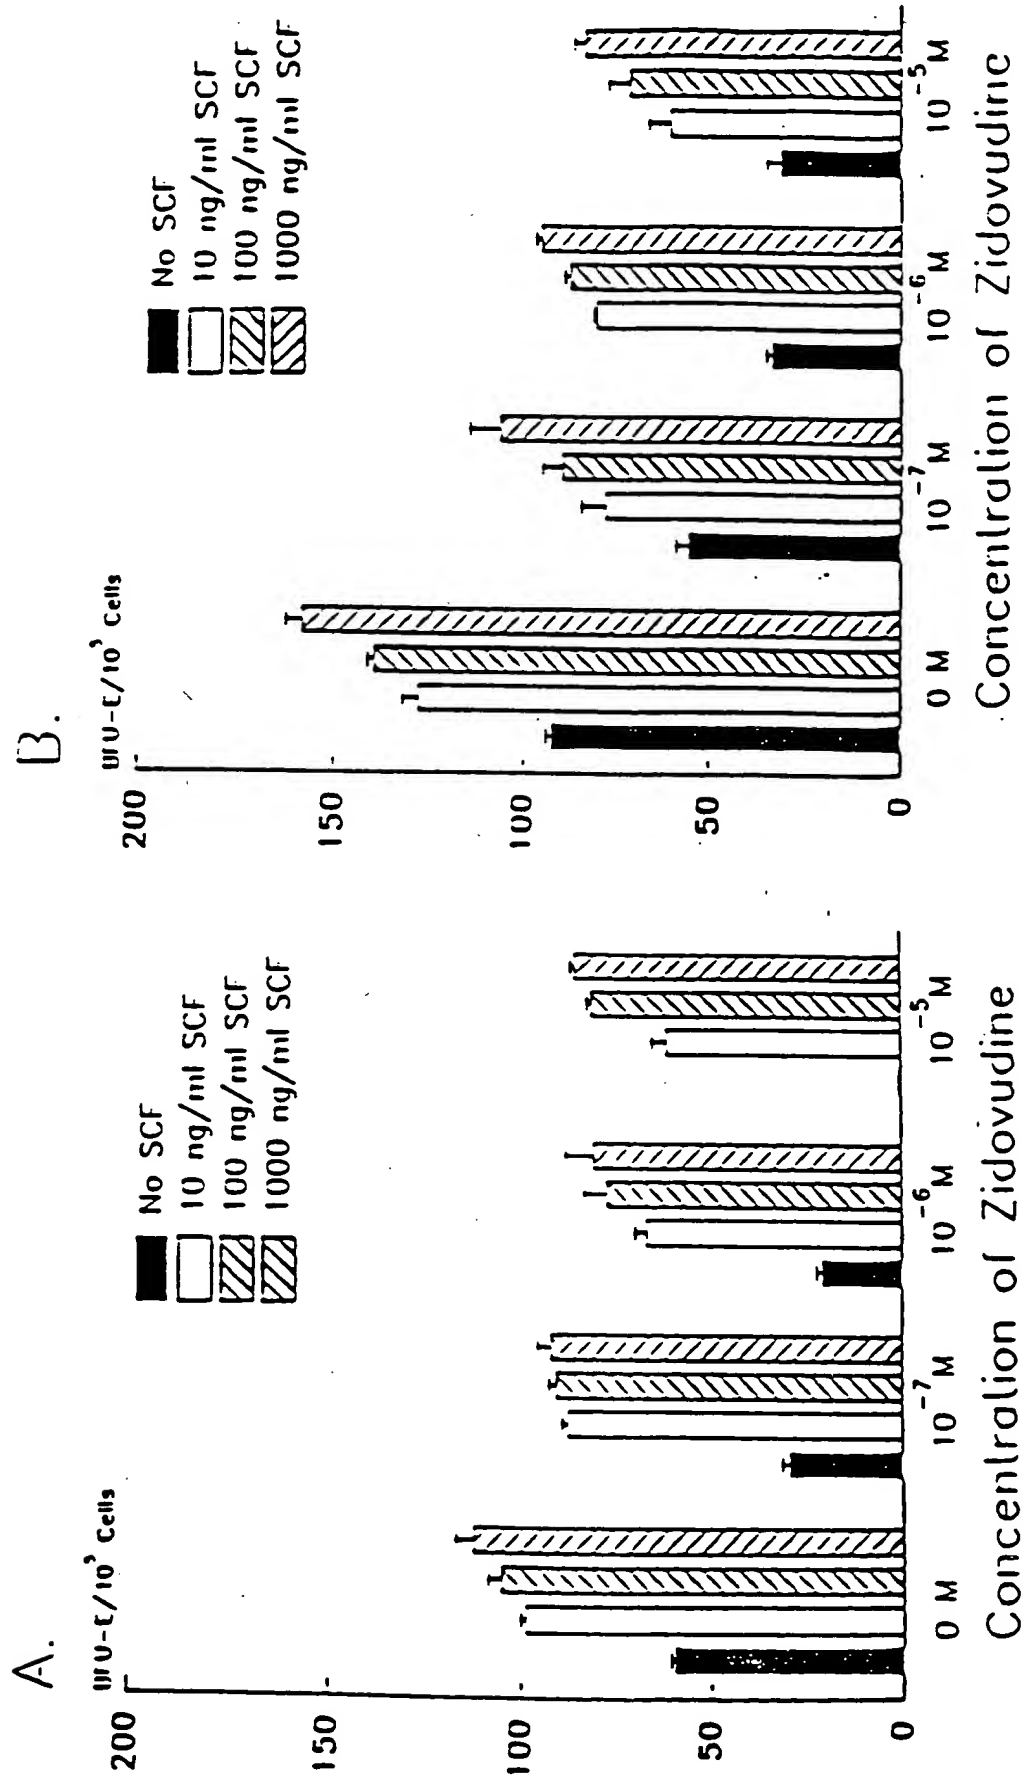 A.
BFU-E/10³ Cells
200
150
100
50
0
No SCF
10 ng/ml SCF
100 ng/ml SCF
1000 ng/ml SCF
0 M
10⁻⁷ M
10⁻⁶ M
10⁻⁵ M
Concentration of Zidovudine
B.
BFU-E/10³ Cells
200
150
100
50
0
No SCF
10 ng/ml SCF
100 ng/ml SCF
1000 ng/ml SCF
0 M
10⁻⁷ M
10⁻⁶ M
10⁻⁵ M
Concentration of Zidovudine